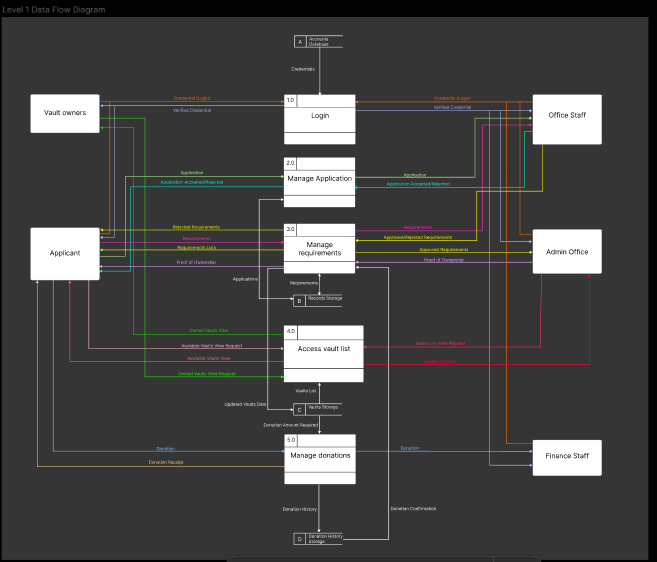 Level 1 Data Flow Diagram
A
Accounts
Database
Credentials
Vault owners
Credential (Login)
Verified Credential
1.0
Login
Credential (Login)
Verified Credential
Office Staff
2.0
Manage Application
Application
Application Accepted/Rejected
Application
Application Accepted/Rejected
3.0
Manage
requirements
Rejected Requirements
Requirements
Requirements Lists
Proof of Ownership
Requirements
Approved/Rejected Requirements
Approved Requirements
Proof of Ownership
Applicant
Admin Office
Applications
Requirements
B
Records Storage
4.0
Access vault list
Owned Vaults View
Available Vaults View Request
Available Vaults View
Owned Vaults View Request
Vaults List View Request
Vaults List
Updated Vaults Data
C
Vaults Storage
Donation Amount Required
5.0
Manage donations
Donation
Donation Receipt
Donation
Finance Staff
Donation History
Donation Confirmation
D
Donation History
Storage